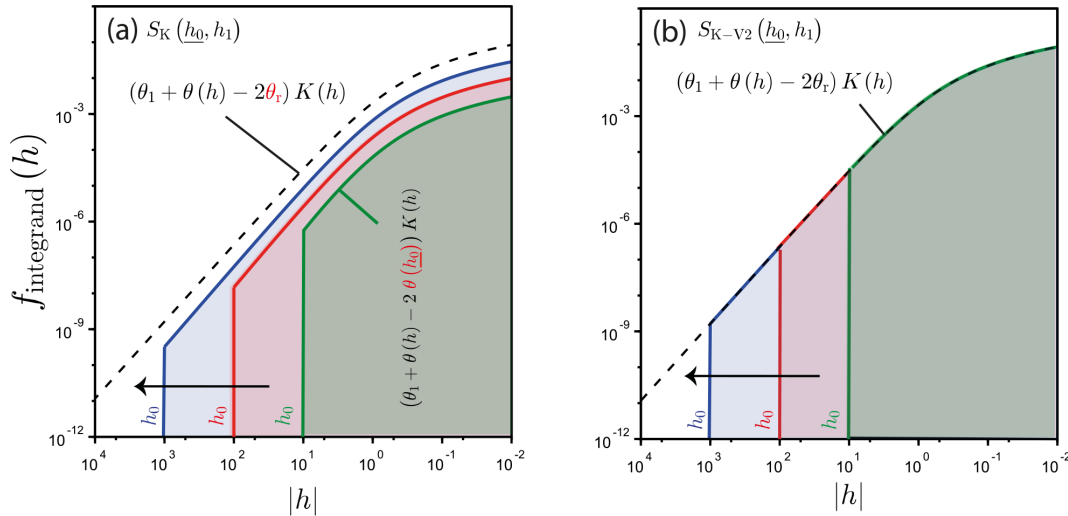 (a) S_K (h_0, h_1)
(θ_1 + θ (h) − 2θ_r) K (h)
(θ_1 + θ (h) − 2 θ (h_0)) K (h)
f_integrand (h)
10^-3
10^-6
10^-9
10^-12
h_0
h_0
h_0
10^4 10^3 10^2 10^1 10^0 10^-1 10^-2
|h|
(b) S_K−V2 (h_0, h_1)
(θ_1 + θ (h) − 2θ_r) K (h)
10^-3
10^-6
10^-9
10^-12
h_0
h_0
h_0
10^4 10^3 10^2 10^1 10^0 10^-1 10^-2
|h|